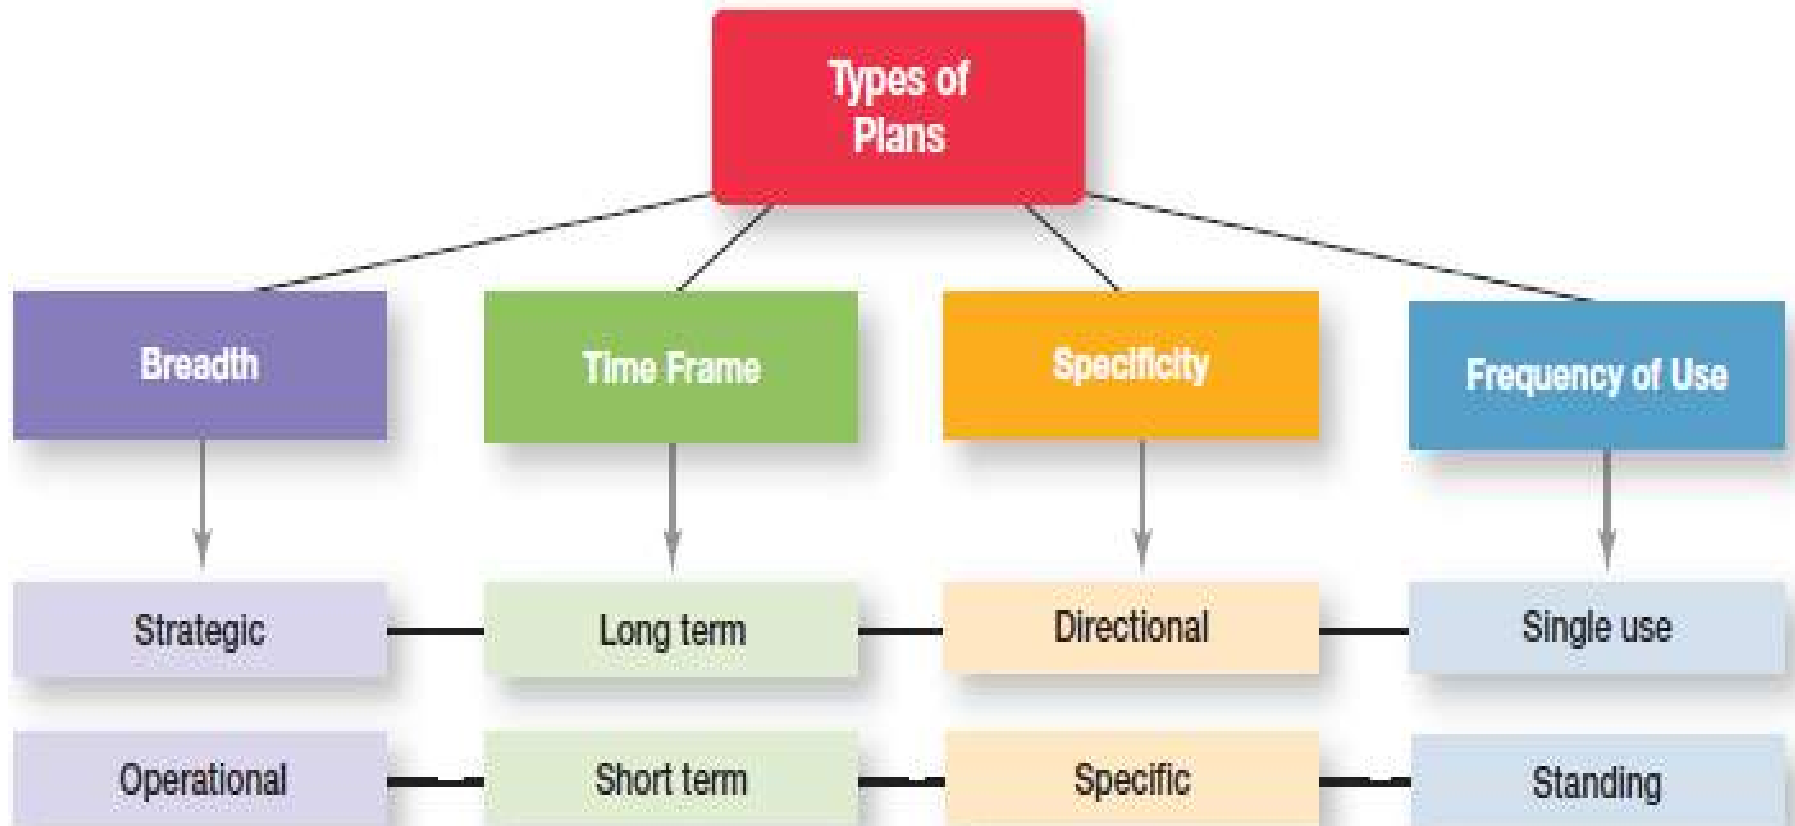 Types of
Plans
Breadth
Time Frame
Specificity
Frequency of Use
Strategic
Long term
Directional
Single use
Operational
Short term
Specific
Standing